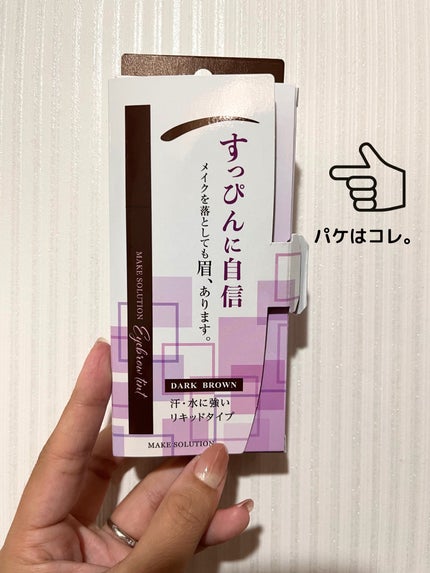 すっぴんに自信
メイクを落としても眉、あります。
MAKE SOLUTION Eyebrow tint
DARK BROWN
汗・水に強い
リキッドタイプ
MAKE SOLUTION
パケはコレ。